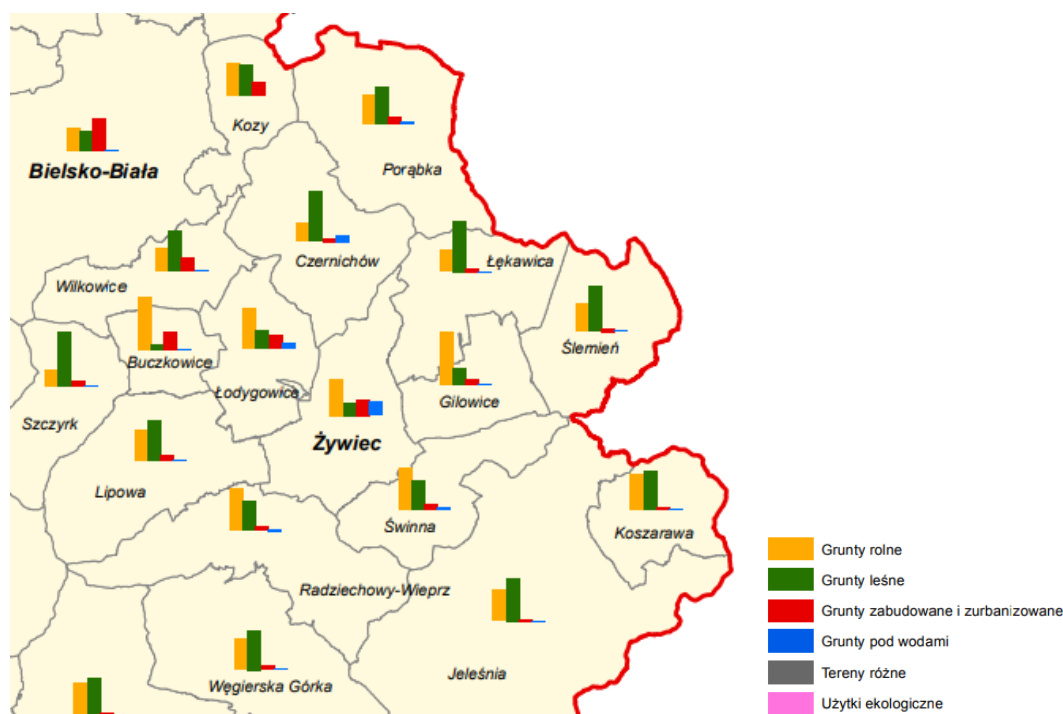 Kozy
Bielsko-Biała
Porąbka
Czernichów
Łękawica
Wilkowice
Ślemień
Buczkowice
Łodygowice
Gilowice
Szczyrk
Żywiec
Lipowa
Świnna
Koszarawa
Radziechowy-Wieprz
Jeleśnia
Węgierska Górka
Grunty rolne
Grunty leśne
Grunty zabudowane i zurbanizowane
Grunty pod wodami
Tereny różne
Użytki ekologiczne